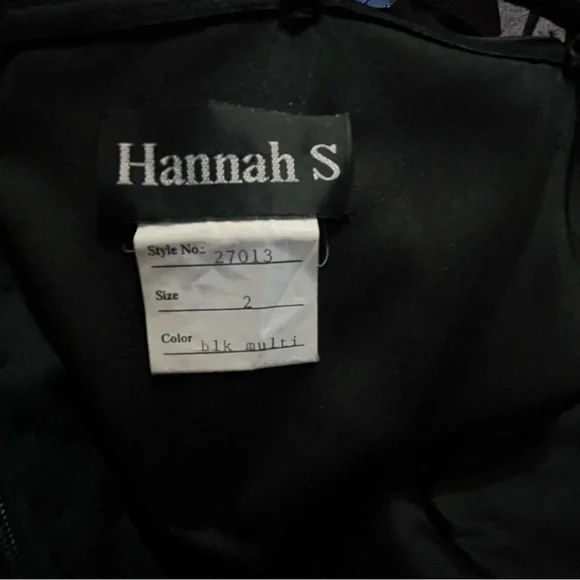 Hannah S
Style No.: 27013
Size 2
Color blk multi